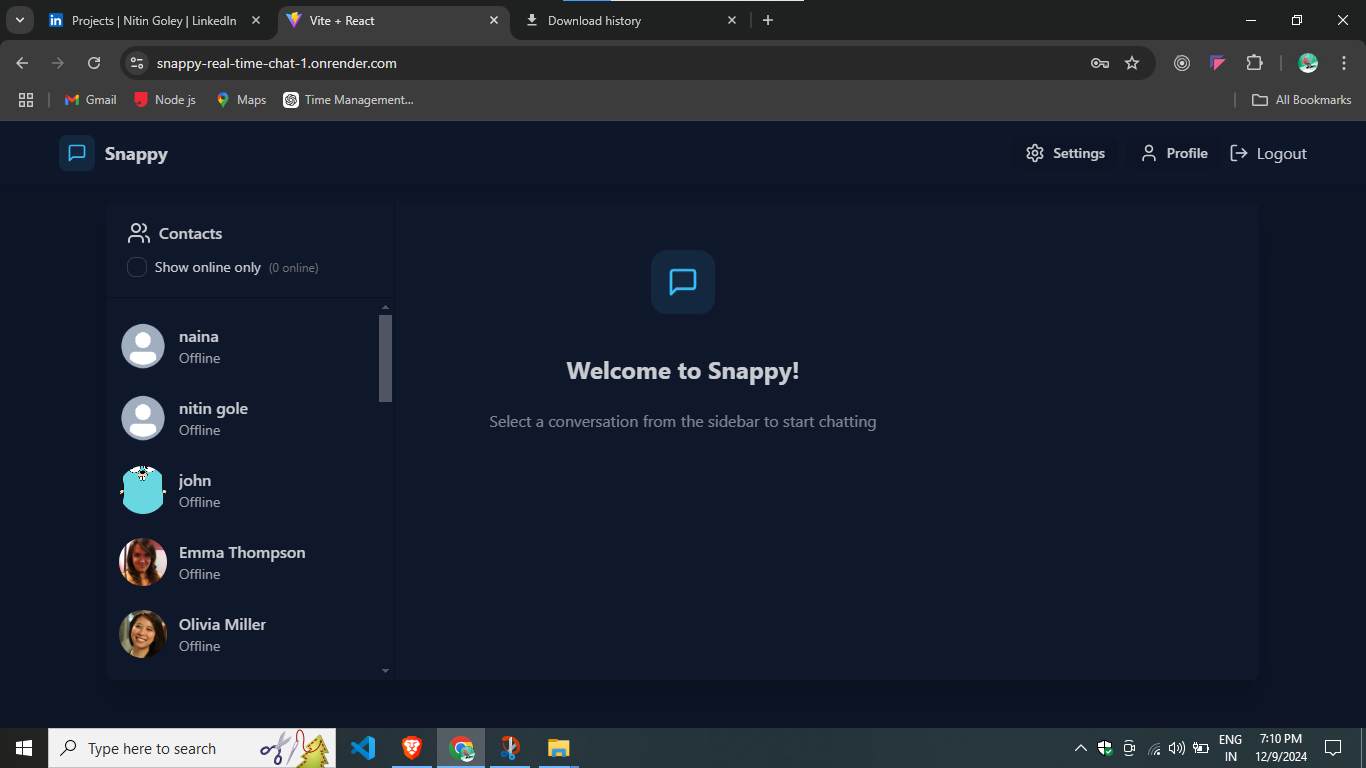 Projects | Nitin Goley | LinkedIn
Vite + React
Download history
snappy-real-time-chat-1.onrender.com
Gmail
Node js
Maps
Time Management...
All Bookmarks
Snappy
Settings
Profile
Logout
Contacts
Show online only (0 online)
naina
Offline
nitin gole
Offline
john
Offline
Emma Thompson
Offline
Olivia Miller
Offline
Welcome to Snappy!
Select a conversation from the sidebar to start chatting
Type here to search
ENG
IN
7:10 PM
12/9/2024